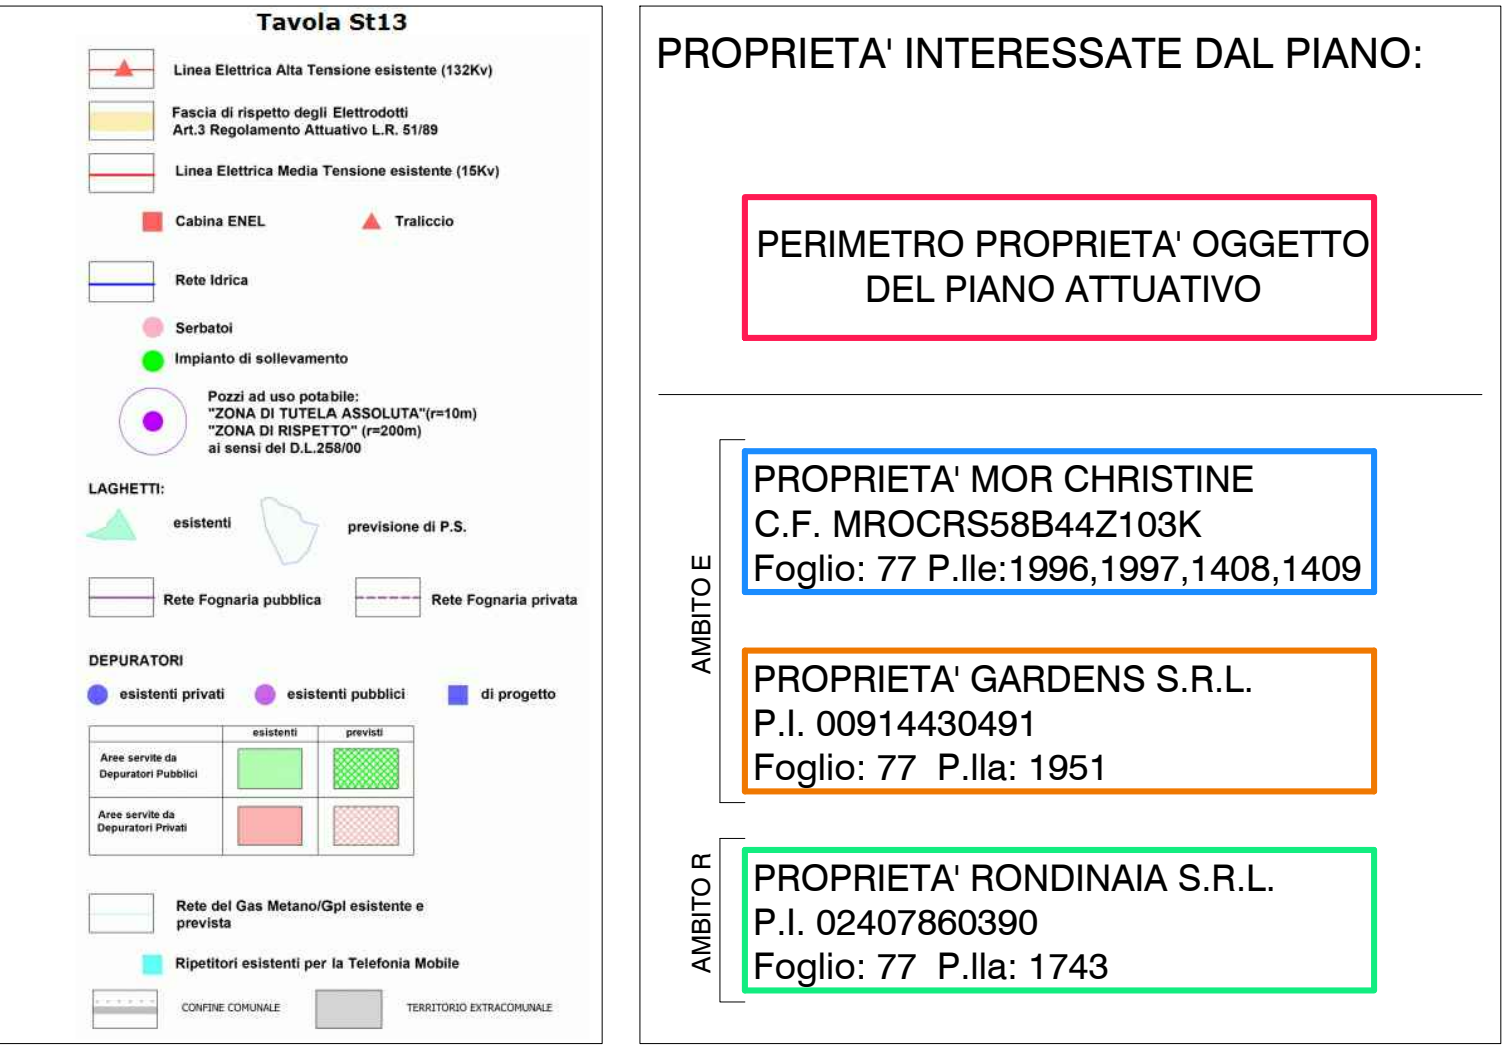 Tavola St13
Linea Elettrica Alta Tensione esistente (132Kv)
Fascia di rispetto degli Elettrodotti
Art.3 Regolamento Attuativo L.R. 51/89
Linea Elettrica Media Tensione esistente (15Kv)
Cabina ENEL
Traliccio
Rete Idrica
Serbatoi
Impianto di sollevamento
Pozzi ad uso potabile:
"ZONA DI TUTELA ASSOLUTA"(r=10m)
"ZONA DI RISPETTO" (r=200m)
ai sensi del D.L.258/00
LAGHETTI:
esistenti
previsione di P.S.
Rete Fognaria pubblica
Rete Fognaria privata
DEPURATORI
esistenti privati
esistenti pubblici
di progetto
esistenti
previsti
Aree servite da
Depuratori Pubblici
Aree servite da
Depuratori Privati
Rete del Gas Metano/Gpl esistente e
prevista
Ripetitori esistenti per la Telefonia Mobile
CONFINE COMUNALE
TERRITORIO EXTRACOMUNALE
PROPRIETA' INTERESSATE DAL PIANO:
PERIMETRO PROPRIETA' OGGETTO
DEL PIANO ATTUATIVO
AMBITO E
PROPRIETA' MOR CHRISTINE
C.F. MROCRS58B44Z103K
Foglio: 77 P.lle:1996,1997,1408,1409
PROPRIETA' GARDENS S.R.L.
P.I. 00914430491
Foglio: 77 P.lla: 1951
AMBITO R
PROPRIETA' RONDINAIA S.R.L.
P.I. 02407860390
Foglio: 77 P.lla: 1743